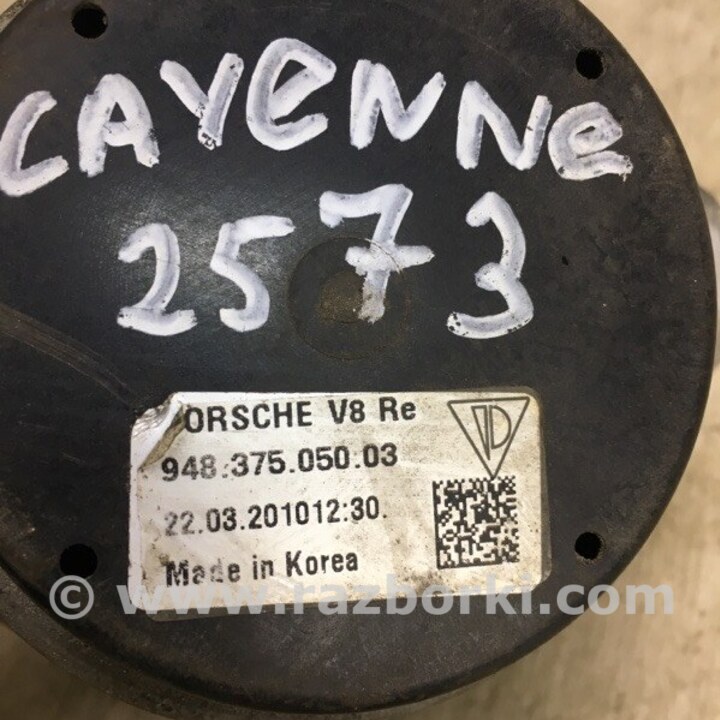 CAYENNE
2573
ORSCHE V8 Re
948.375.050.03
22.03.201012:30.
Made in Korea
© www.razborki.com